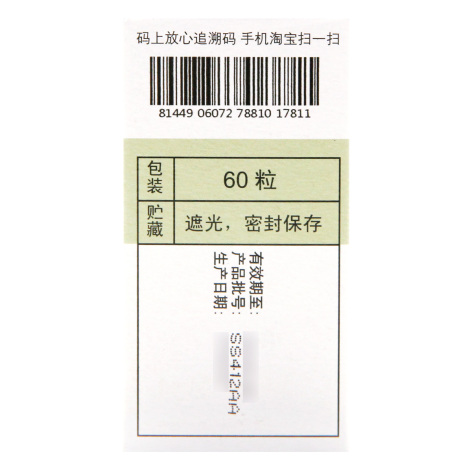 码上放心追溯码 手机淘宝扫一扫
81449 06072 78810 17811
包装 60 粒
贮藏 遮光，密封保存
有效期至：
产品批号：SS412AA
生产日期：